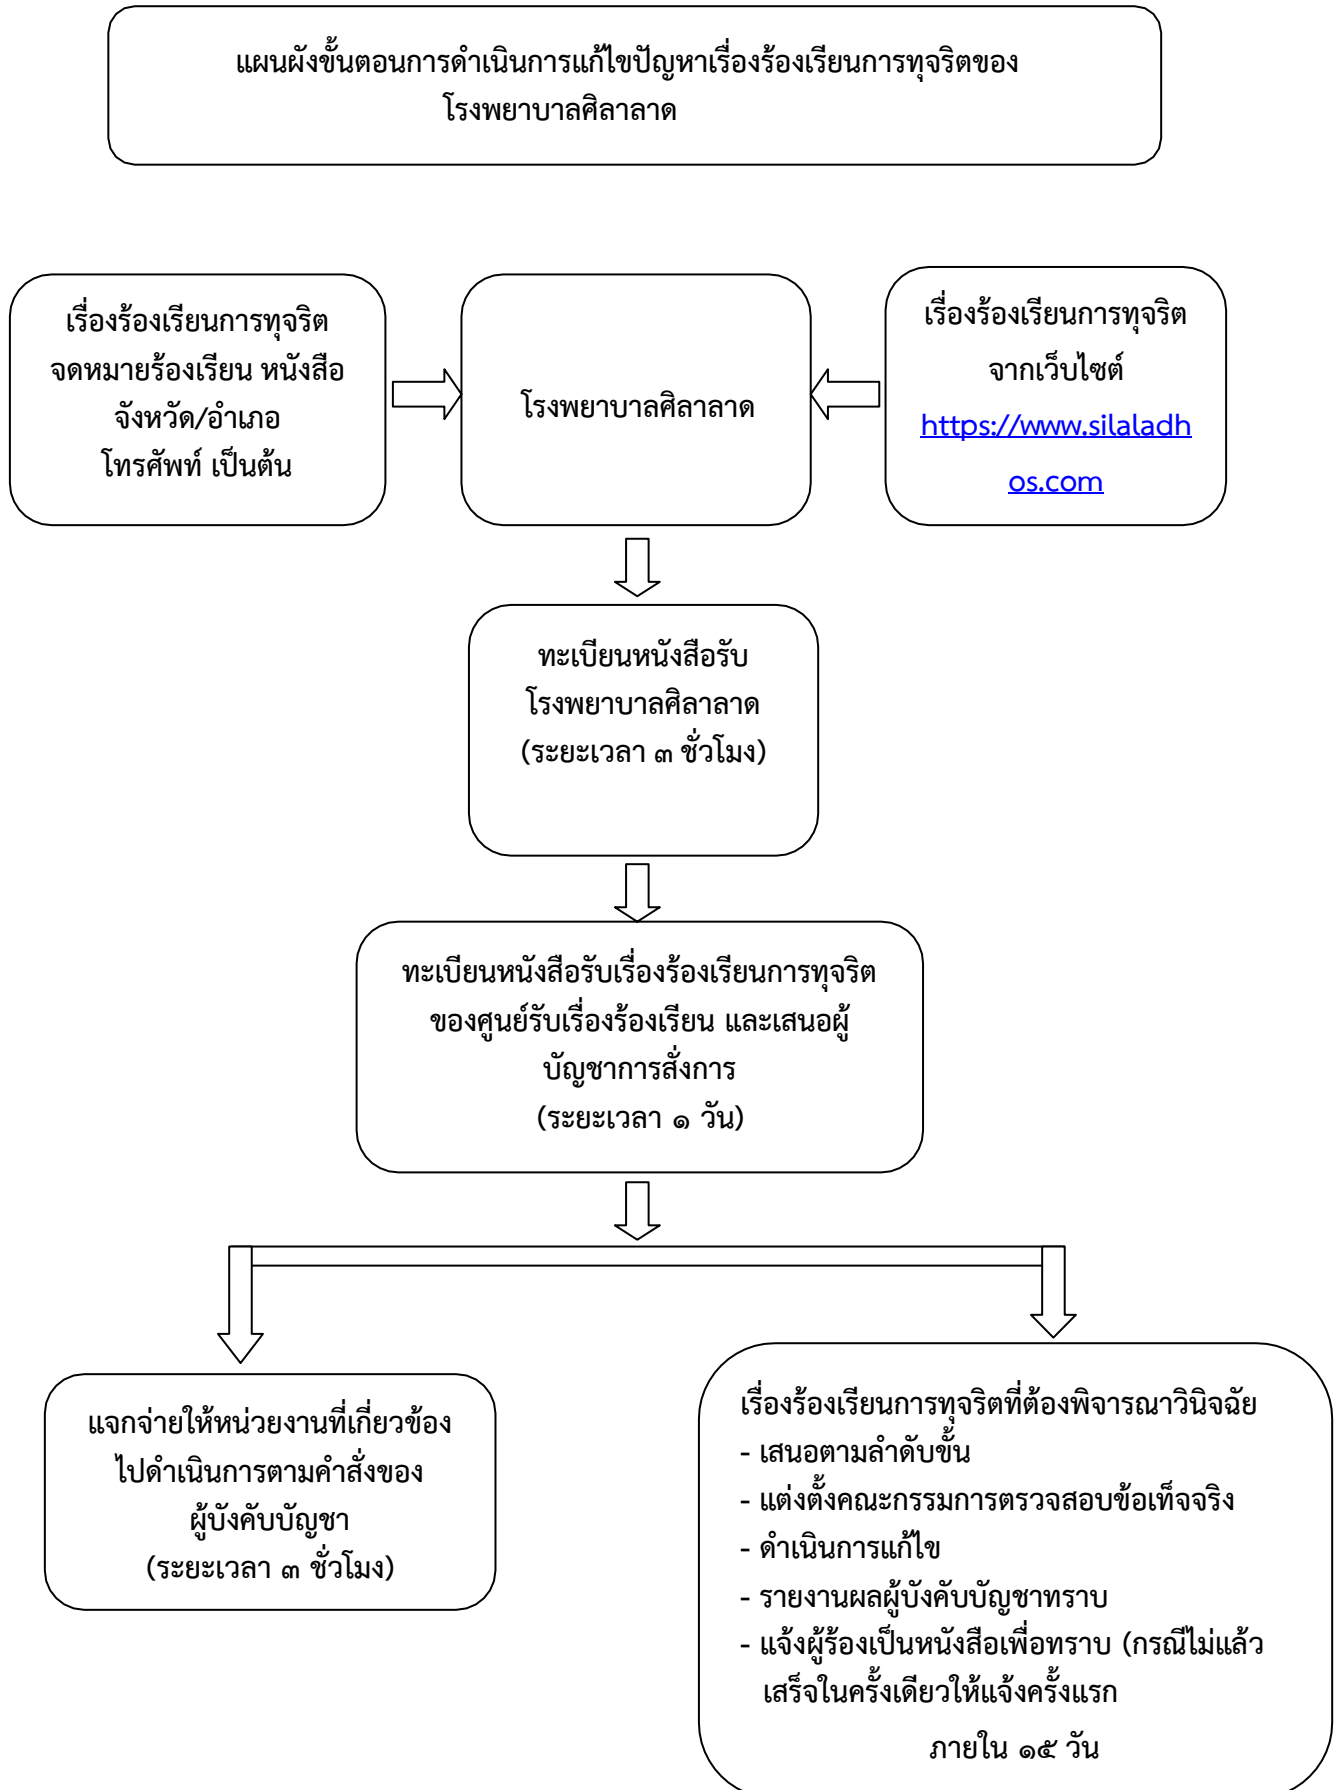 แผนผังขั้นตอนการดำเนินการแก้ไขปัญหาเรื่องร้องเรียนการทุจริตของ
โรงพยาบาลศิลาลาด
เรื่องร้องเรียนการทุจริต
จดหมายร้องเรียน หนังสือ
จังหวัด/อำเภอ
โทรศัพท์ เป็นต้น
โรงพยาบาลศิลาลาด
เรื่องร้องเรียนการทุจริต
จากเว็บไซต์
https://www.silaladh
os.com
ทะเบียนหนังสือรับ
โรงพยาบาลศิลาลาด
(ระยะเวลา ๓ ชั่วโมง)
ทะเบียนหนังสือรับเรื่องร้องเรียนการทุจริต
ของศูนย์รับเรื่องร้องเรียน และเสนอผู้
บัญชาการสั่งการ
(ระยะเวลา ๑ วัน)
แจกจ่ายให้หน่วยงานที่เกี่ยวข้อง
ไปดำเนินการตามคำสั่งของ
ผู้บังคับบัญชา
(ระยะเวลา ๓ ชั่วโมง)
เรื่องร้องเรียนการทุจริตที่ต้องพิจารณาวินิจฉัย
- เสนอตามลำดับขั้น
- แต่งตั้งคณะกรรมการตรวจสอบข้อเท็จจริง
- ดำเนินการแก้ไข
- รายงานผลผู้บังคับบัญชาทราบ
- แจ้งผู้ร้องเป็นหนังสือเพื่อทราบ (กรณีไม่แล้ว
เสร็จในครั้งเดียวให้แจ้งครั้งแรก
ภายใน ๑๕ วัน